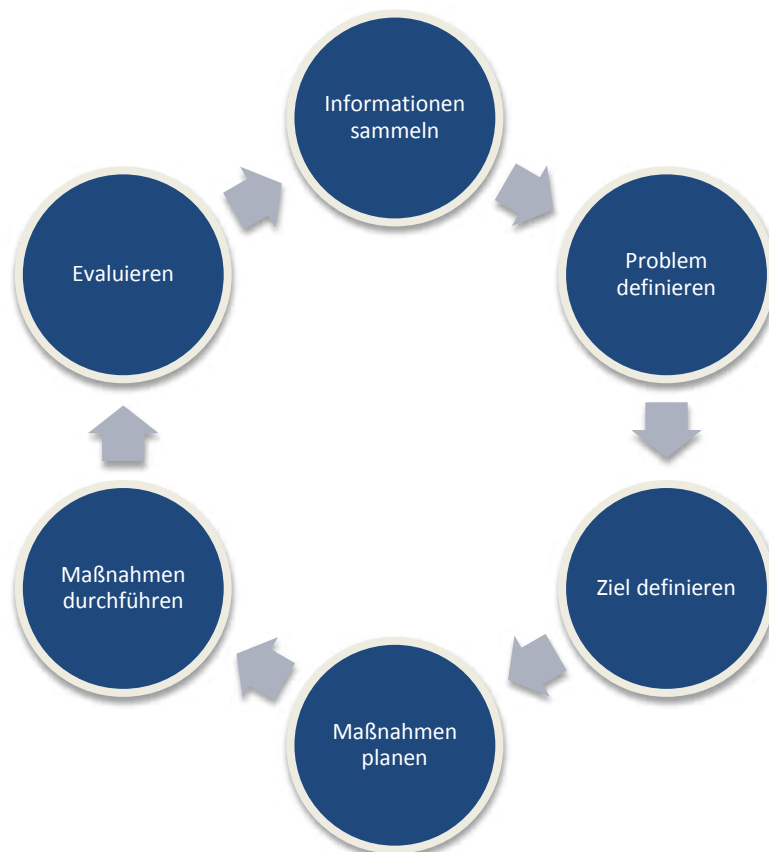 Informationen
sammeln
Problem
definieren
Ziel definieren
Maßnahmen
planen
Maßnahmen
durchführen
Evaluieren